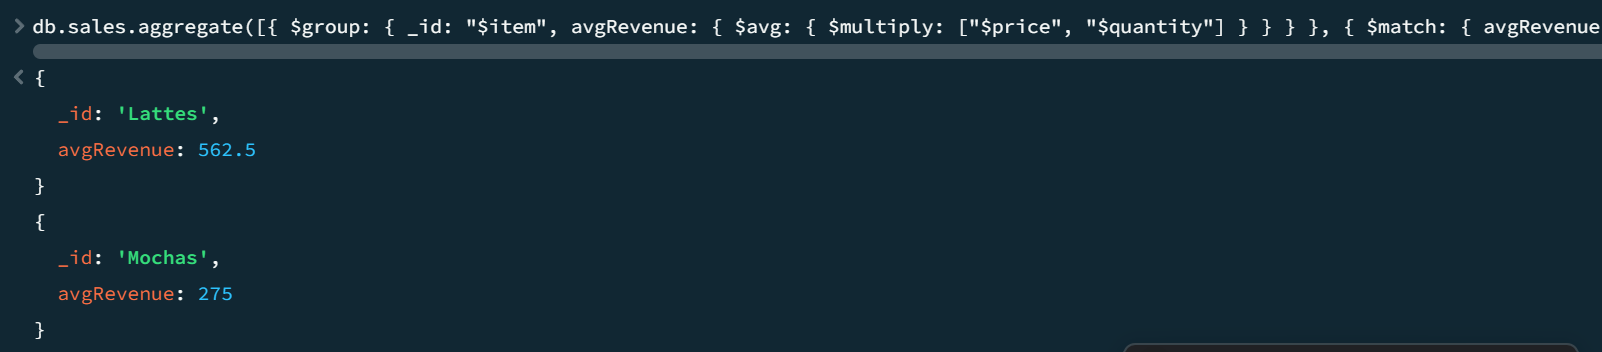 > db.sales.aggregate([{ $group: { _id: "$item", avgRevenue: { $avg: { $multiply: ["$price", "$quantity"] } } } }, { $match: { avgRevenue
< {
_id: 'Lattes',
avgRevenue: 562.5
}
{
_id: 'Mochas',
avgRevenue: 275
}